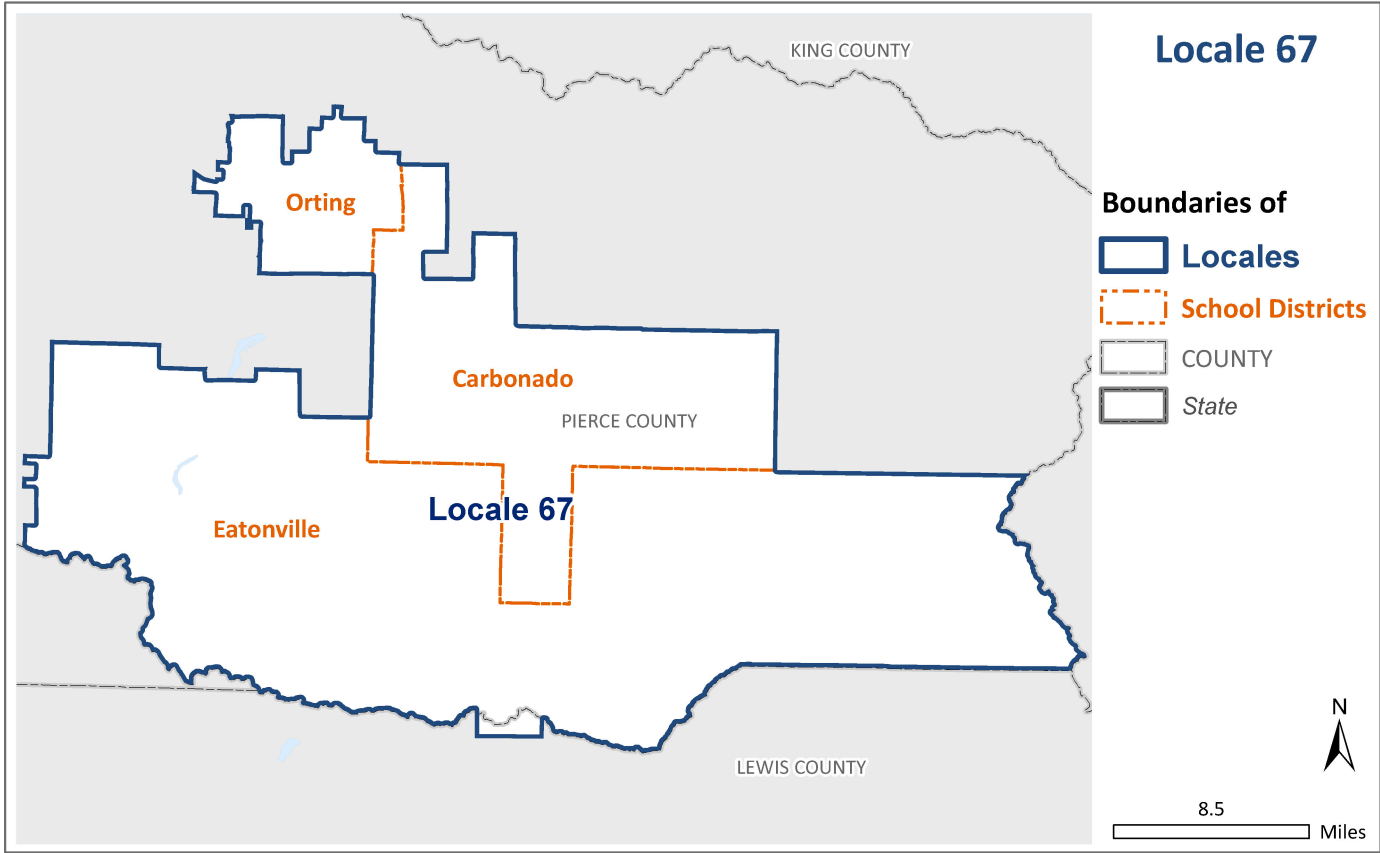 KING COUNTY
Locale 67
Orting
Boundaries of
Locales
School Districts
COUNTY
State
Carbonado
PIERCE COUNTY
Locale 67
Eatonville
LEWIS COUNTY
N
8.5
Miles